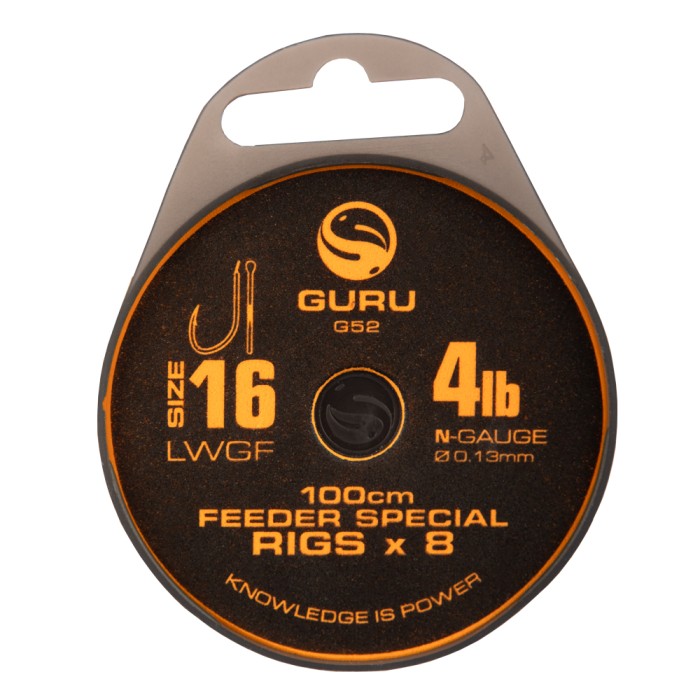 GURU
G52
SIZE 16
LWGF
4lb
N-GAUGE
Ø 0.13mm
100cm
FEEDER SPECIAL
RIGS x 8
KNOWLEDGE IS POWER